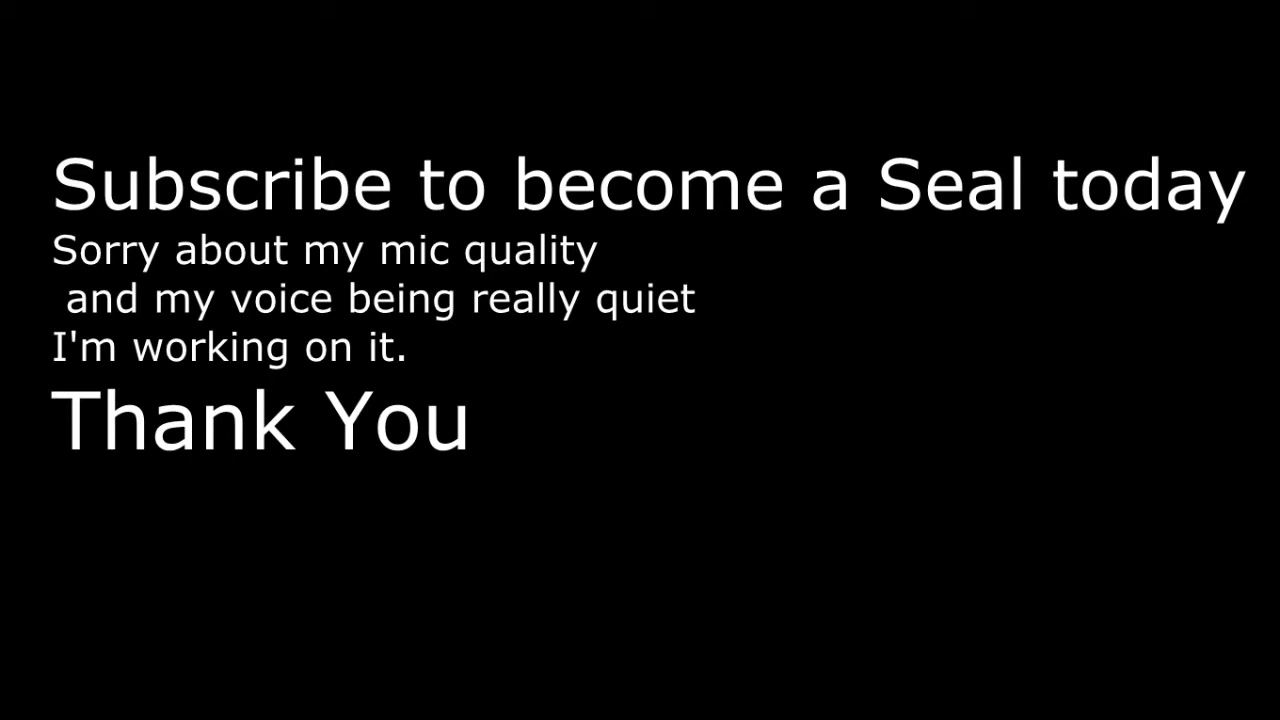 Subscribe to become a Seal today
Sorry about my mic quality
and my voice being really quiet
I'm working on it.
Thank You